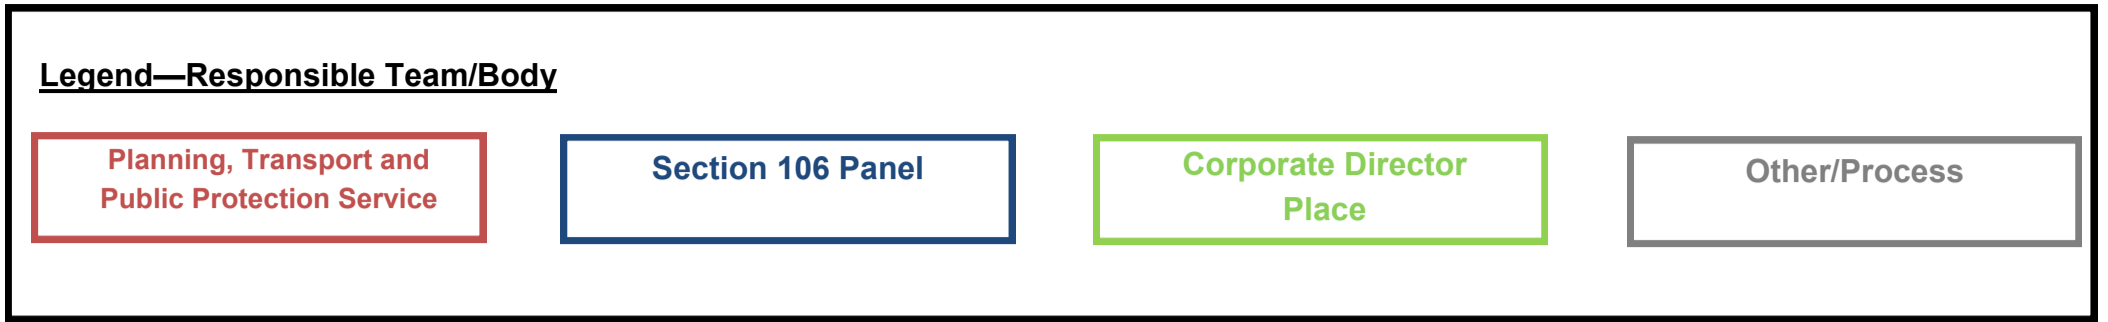 Legend—Responsible Team/Body
Planning, Transport and
Public Protection Service
Section 106 Panel
Corporate Director
Place
Other/Process